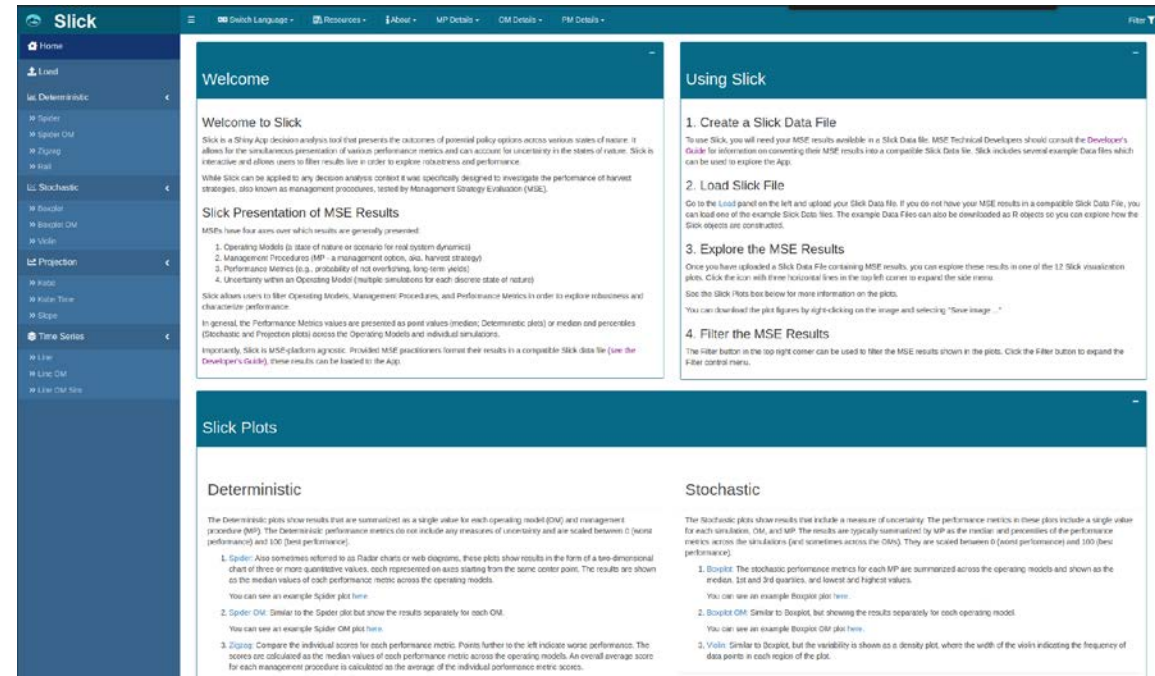 Slick
Switch Language
Resources
About
MP Details
OM Details
PM Details
Filter
Home
Load
Deterministic
Spider
Spider OM
Zigzag
Rail
Stochastic
Boxplot
Boxplot OM
Violin
Projection
Kobe
Kobe Time
Slope
Time Series
Line
Line OM
Line OM Sim
Welcome
Welcome to Slick
Slick is a Shiny App decision analysis tool that presents the outcomes of potential policy options across various states of nature. It
allows for the simultaneous presentation of various performance metrics and can account for uncertainty in the states of nature. Slick is
interactive and allows users to filter results live in order to explore robustness and performance.
While Slick can be applied to any decision analysis context it was specifically designed to investigate the performance of harvest
strategies, also known as management procedures, tested by Management Strategy Evaluation (MSE).
Slick Presentation of MSE Results
MSEs have four axes over which results are generally presented:
1. Operating Models (a state of nature or scenario for real system dynamics)
2. Management Procedures (MP - a management option, aka. harvest strategy)
3. Performance Metrics (e.g., probability of not overfishing, long-term yields)
4. Uncertainty within an Operating Model (multiple simulations for each discrete state of nature)
Slick allows users to filter Operating Models, Management Procedures, and Performance Metrics in order to explore robustness and
characterize performance.
In general, the Performance Metrics values are presented as point values (median; Deterministic plots) or median and percentiles
(Stochastic and Projection plots) across the Operating Models and individual simulations.
Importantly, Slick is MSE-platform agnostic. Provided MSE practitioners format their results in a compatible Slick data file (see the
Developer's Guide), these results can be loaded to the App.
Using Slick
1. Create a Slick Data File
To use Slick, you will need your MSE results available in a Slick Data file. MSE Technical Developers should consult the Developer's
Guide for information on converting their MSE results into a compatible Slick Data file. Slick includes several example Data files which
can be used to explore the App.
2. Load Slick File
Go to the Load panel on the left and upload your Slick Data file. If you do not have your MSE results in a compatible Slick Data file, you
can load one of the example Slick Data files. The example Data Files can also be downloaded as R objects so you can explore how the
Slick objects are constructed.
3. Explore the MSE Results
Once you have uploaded a Slick Data File containing MSE results, you can explore these results in one of the 12 Slick visualization
plots. Click the icon with three horizontal lines in the top left corner to expand the side menu.
See the Slick Plots box below for more information on the plots.
You can download the plot figures by right-clicking on the image and selecting "Save image ..."
4. Filter the MSE Results
The Filter button in the top right corner can be used to filter the MSE results shown in the plots. Click the Filter button to expand the
Filter control menu.
Slick Plots
Deterministic
The Deterministic plots show results that are summarized as a single value for each operating model (OM) and management
procedure (MP). The Deterministic performance metrics do not include any measures of uncertainty and are scaled between 0 (worst
performance) and 100 (best performance).
1. Spider: Also sometimes referred to as Radar charts or web diagrams, these plots show results in the form of a two-dimensional
chart of three or more quantitative values, each represented on axes starting from the same center point. The results are shown
as the median values of each performance metric across the operating models.
You can see an example Spider plot here.
2. Spider OM: Similar to the Spider plot but show the results separately for each OM.
You can see an example Spider OM plot here.
3. Zigzag: Compare the individual scores for each performance metric. Points further to the left indicate worse performance. The
scores are calculated as the median values of each performance metric across the operating models. An overall average score
for each management procedure is calculated as the average of the individual performance metric scores.
Stochastic
The Stochastic plots show results that include a measure of uncertainty. The performance metrics in these plots include a single value
for each simulation, OM, and MP. The results are typically summarized by MP as the median and percentiles of the performance
metrics across the simulations (and sometimes across the OMs). They are scaled between 0 (worst performance) and 100 (best
performance).
1. Boxplot: The stochastic performance metrics for each MP are summarized across the operating models and shown as the
median, 1st and 3rd quartiles, and lowest and highest values.
You can see an example Boxplot plot here.
2. Boxplot OM: Similar to Boxplot, but showing the results separately for each operating model.
You can see an example Boxplot OM plot here.
3. Violin: Similar to Boxplot, but the variability is shown as a density plot, where the width of the violin indicating the frequency of
data points in each region of the plot.